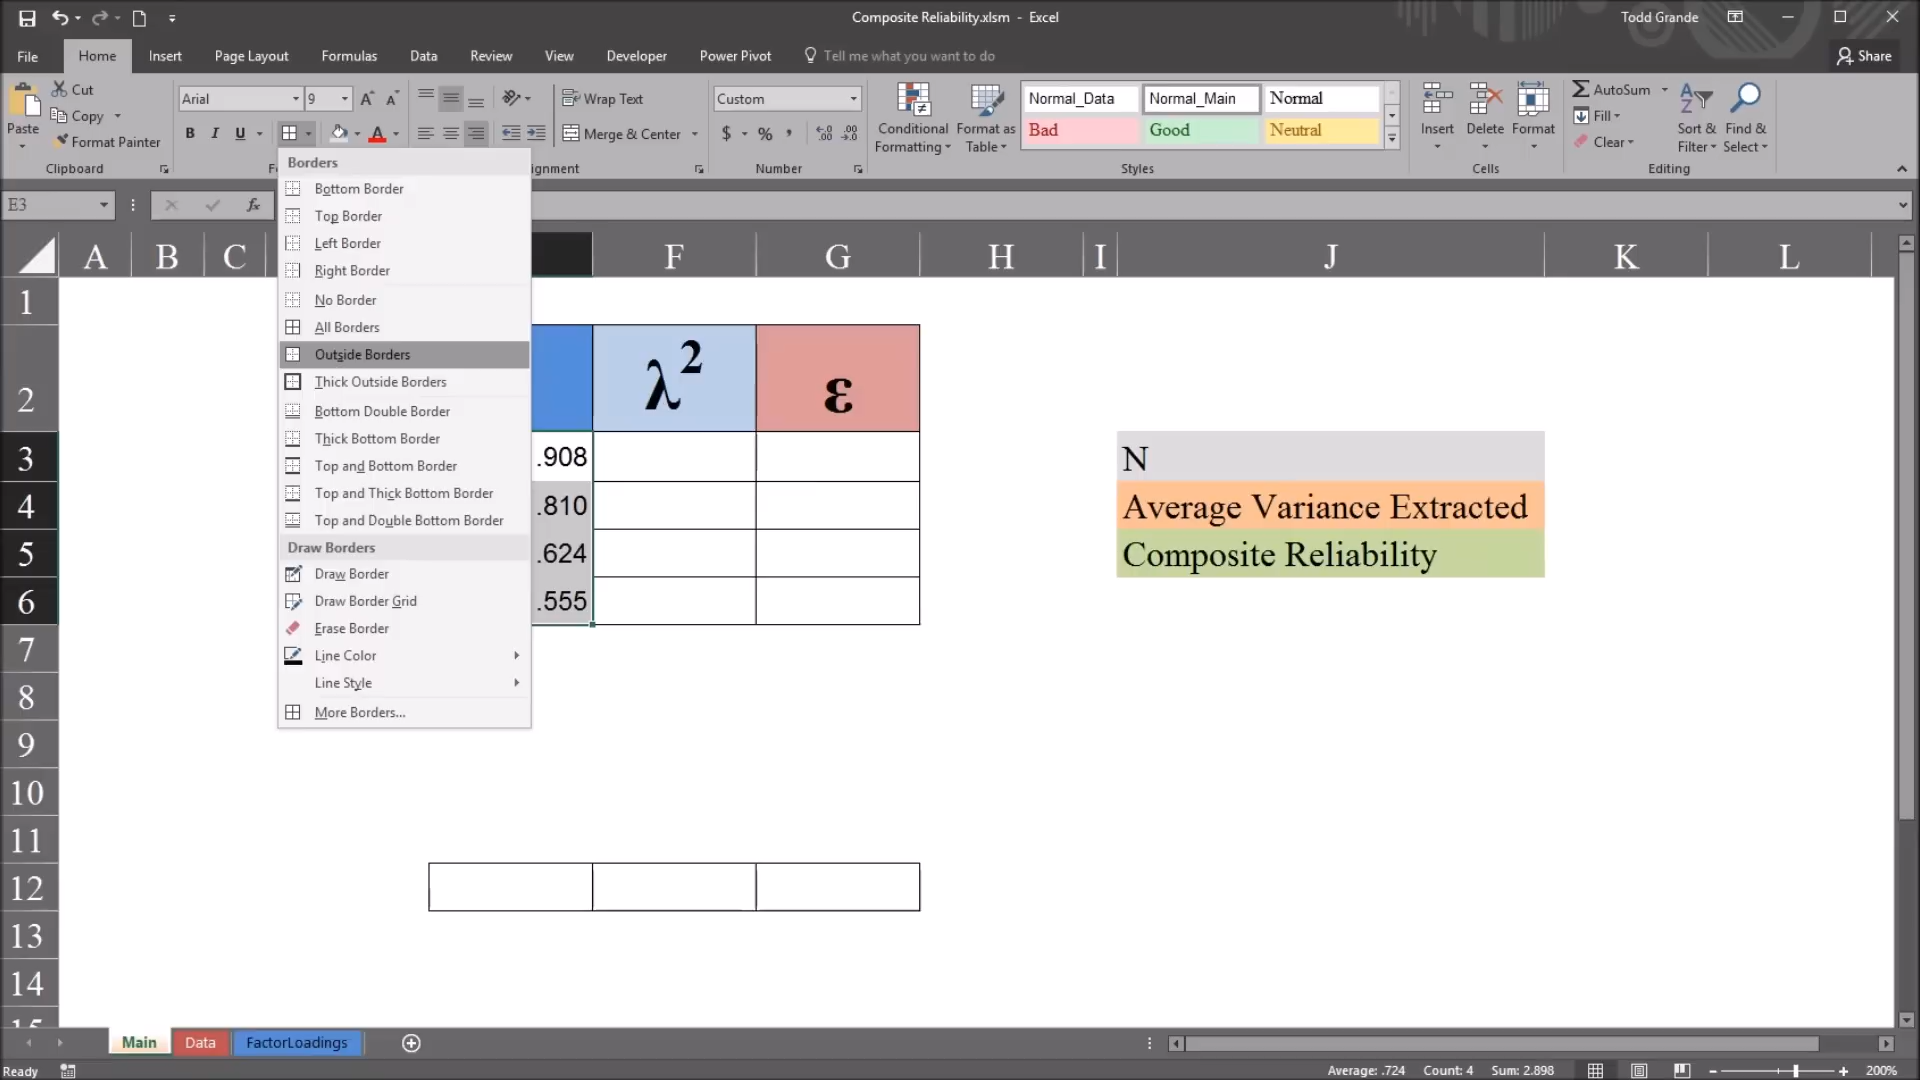 Composite Reliability.xlsm - Excel
Todd Grande
File
Home
Insert
Page Layout
Formulas
Data
Review
View
Developer
Power Pivot
Tell me what you want to do
Share
Paste
Cut
Copy
Format Painter
Clipboard
Arial
9
B
I
U
A
Wrap Text
Merge & Center
Custom
$
%
Number
Conditional
Formatting
Format as
Table
Normal_Data
Normal_Main
Normal
Bad
Good
Neutral
Styles
Insert
Delete
Format
Cells
AutoSum
Fill
Clear
Sort &
Filter
Find &
Select
Editing
E3
fx
Borders
Bottom Border
Top Border
Left Border
Right Border
No Border
All Borders
Outside Borders
Thick Outside Borders
Bottom Double Border
Thick Bottom Border
Top and Bottom Border
Top and Thick Bottom Border
Top and Double Bottom Border
Draw Borders
Draw Border
Draw Border Grid
Erase Border
Line Color
Line Style
More Borders...
A B C F G H I J K L
1
2 λ² ε
3 .908 N
4 .810 Average Variance Extracted
5 .624 Composite Reliability
6 .555
7
8
9
10
11
12
13
14
15
Main
Data
FactorLoadings
Ready
Average: .724 Count: 4 Sum: 2.898
200%